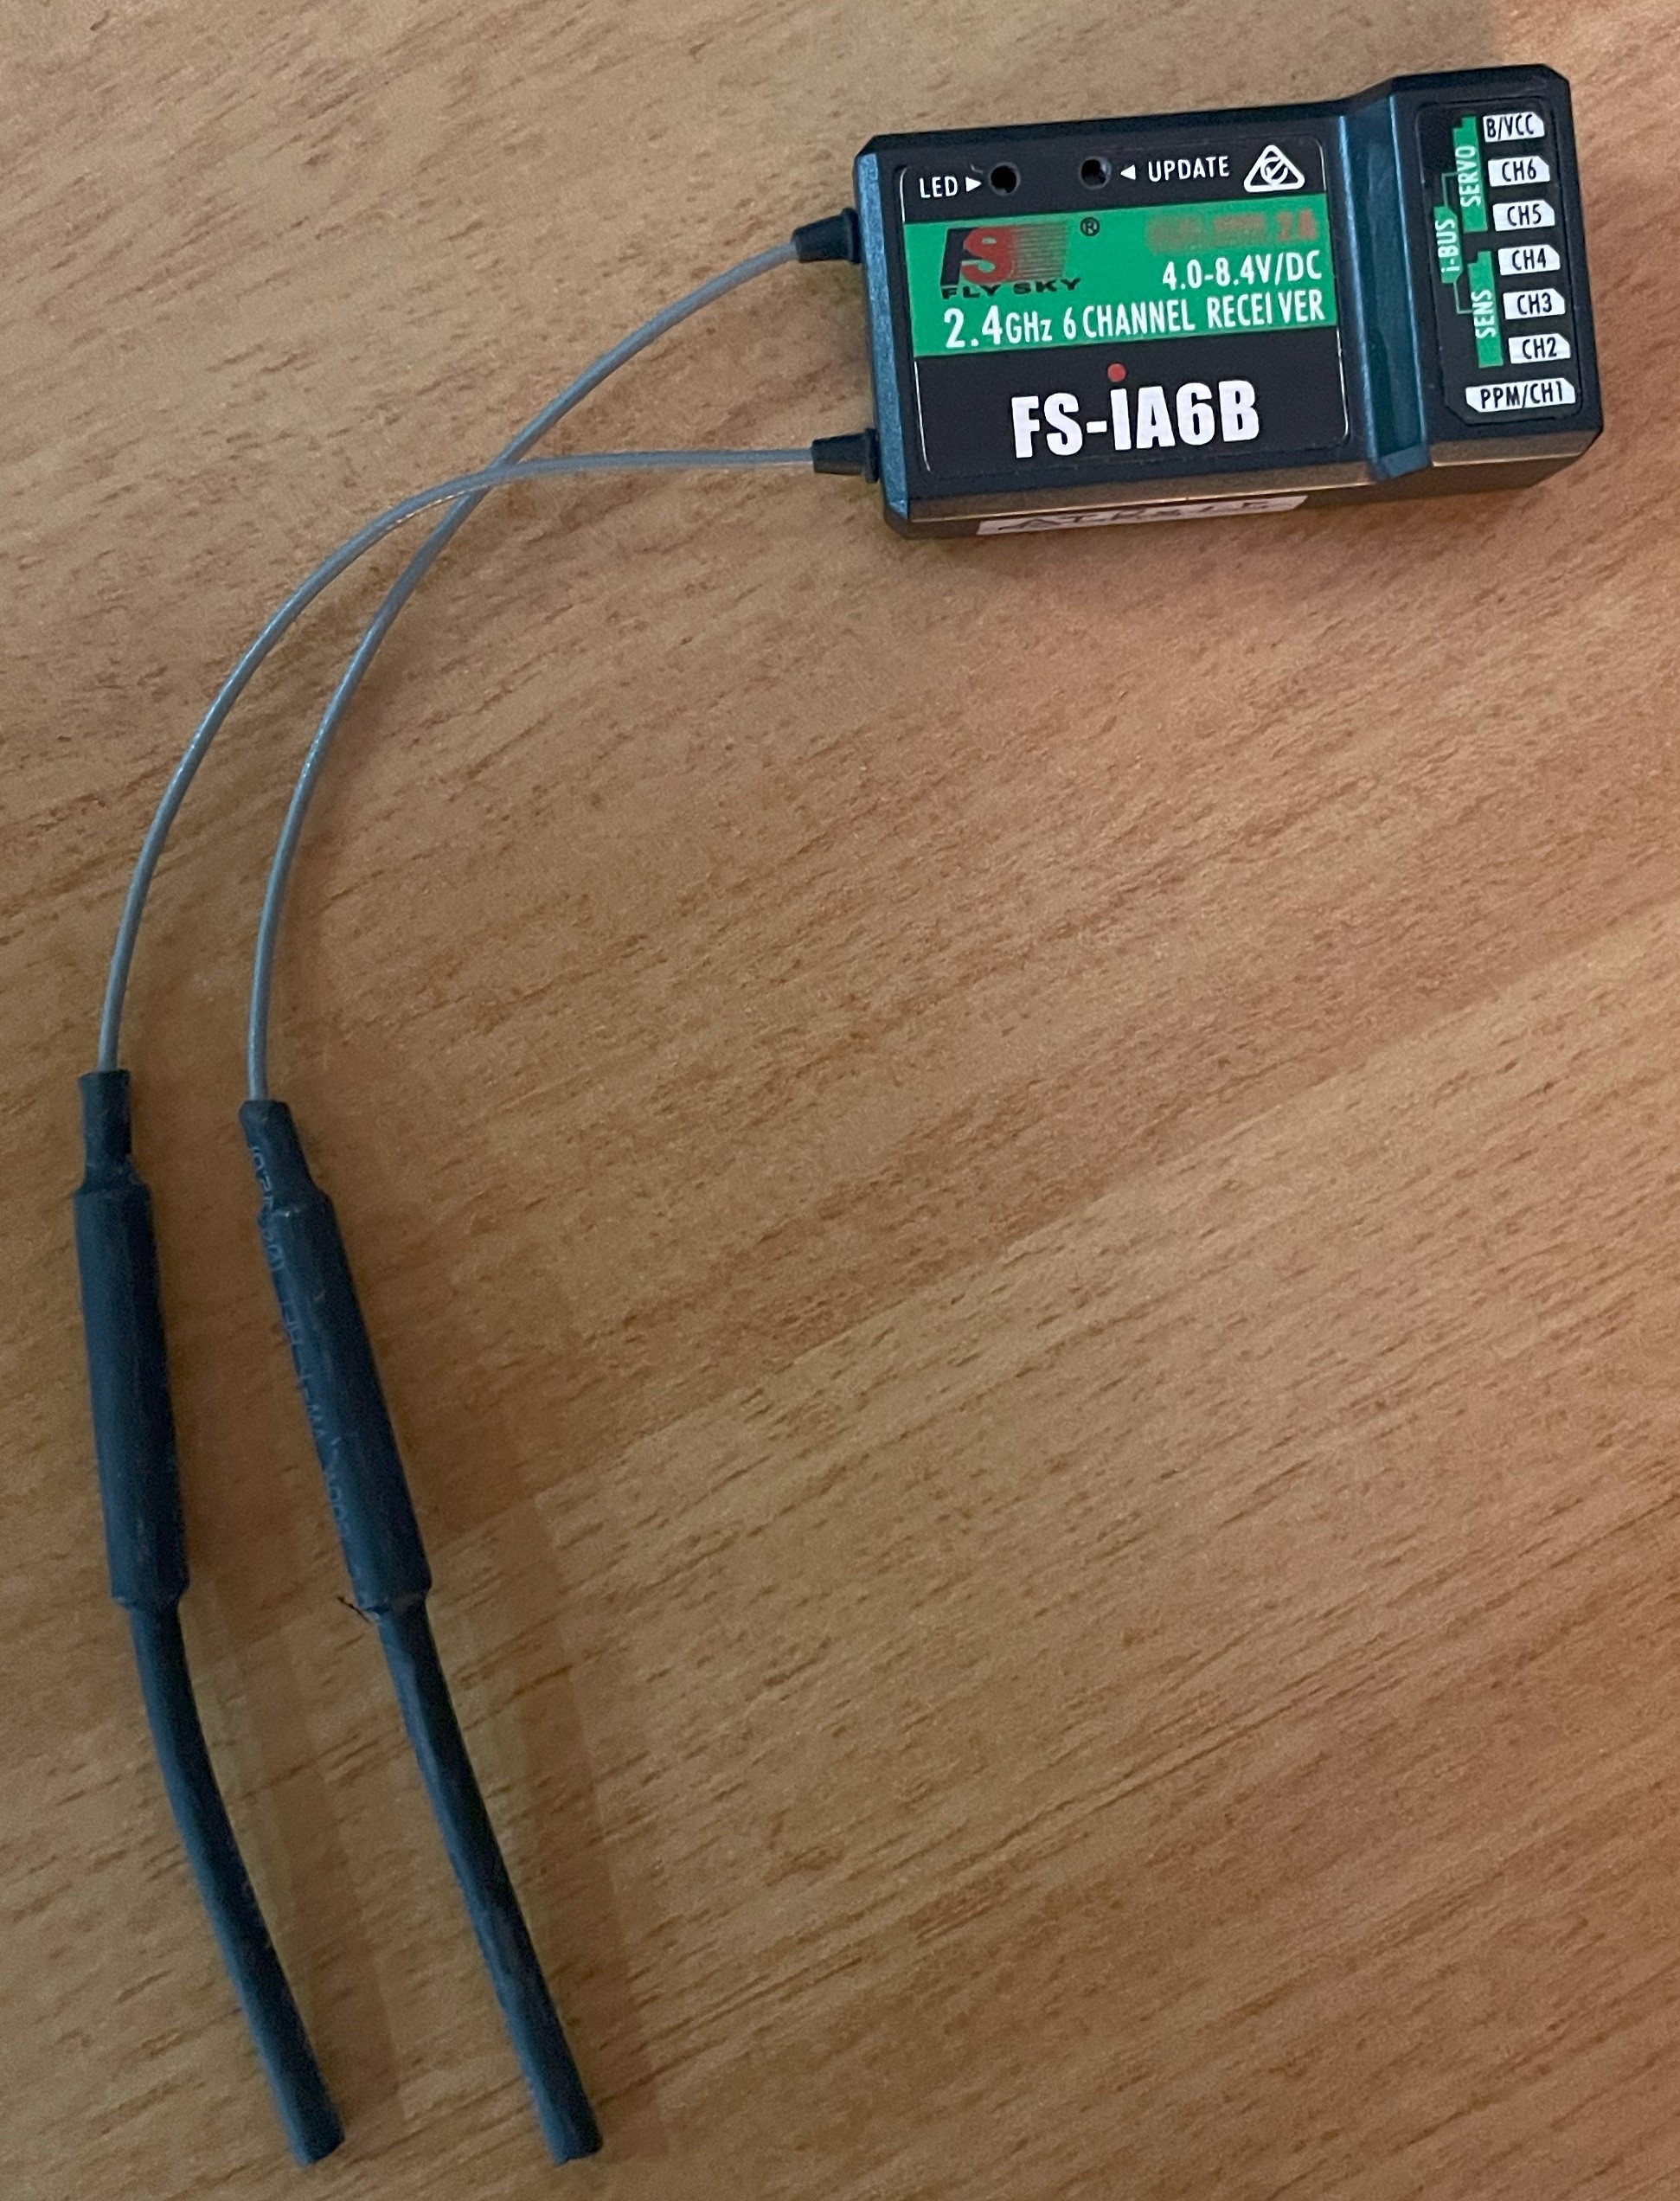 LED
UPDATE
FS®
FLY SKY
4.0-8.4V/DC
2.4GHz 6 CHANNEL RECEIVER
FS-iA6B
B/VCC
CH6
CH5
CH4
CH3
CH2
PPM/CH1
SERVO
i-BUS
SENS